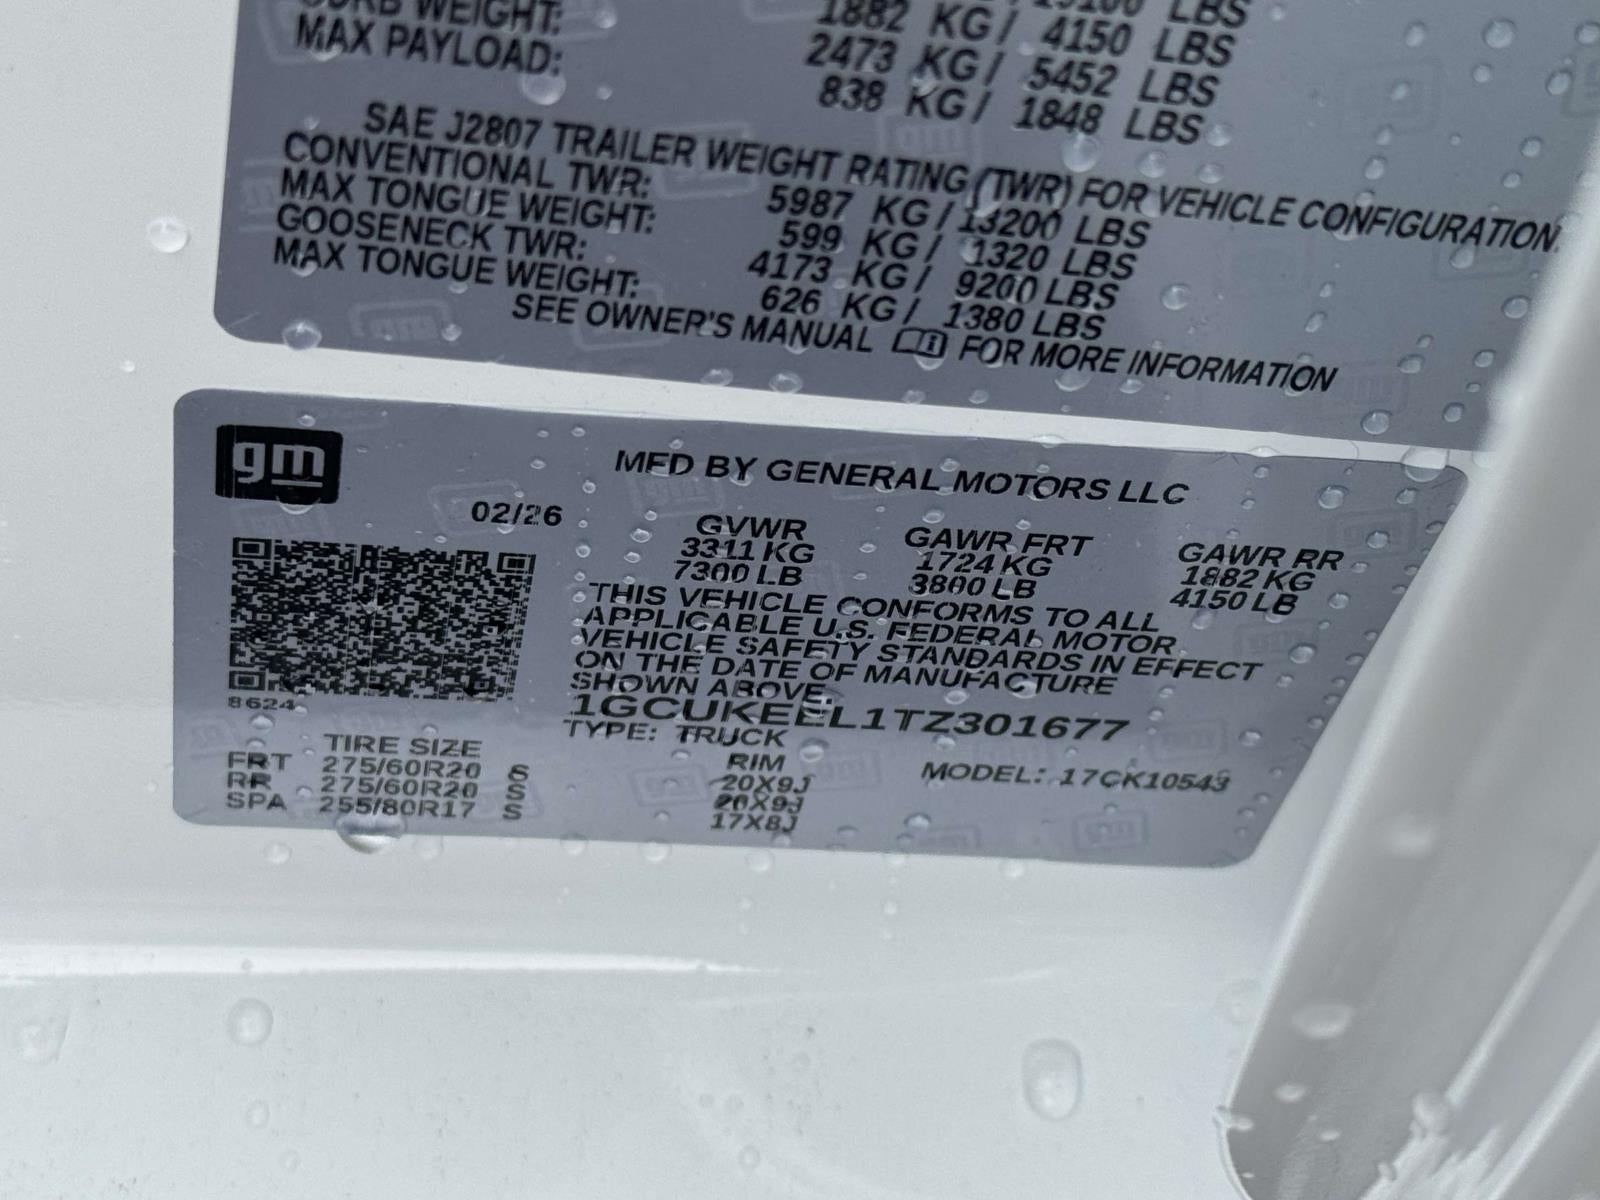 15100 LBS
1882 KG / 4150 LBS
CURB WEIGHT: 2473 KG / 5452 LBS
MAX PAYLOAD: 838 KG / 1848 LBS
SAE J2807 TRAILER WEIGHT RATING (TWR) FOR VEHICLE CONFIGURATION:
CONVENTIONAL TWR: 5987 KG / 13200 LBS
MAX TONGUE WEIGHT: 599 KG / 1320 LBS
GOOSENECK TWR: 4173 KG / 9200 LBS
MAX TONGUE WEIGHT: 626 KG / 1380 LBS
SEE OWNER'S MANUAL FOR MORE INFORMATION
gm
MFD BY GENERAL MOTORS LLC
02/26
GVWR GAWR FRT GAWR RR
3311 KG 1724 KG 1882 KG
7300 LB 3800 LB 4150 LB
THIS VEHICLE CONFORMS TO ALL
APPLICABLE U.S. FEDERAL MOTOR
VEHICLE SAFETY STANDARDS IN EFFECT
ON THE DATE OF MANUFACTURE
SHOWN ABOVE
8624
1GCUKEEL1TZ301677
TYPE: TRUCK
TIRE SIZE RIM MODEL: 17CK10543
FRT 275/60R20 S 20X9J
RR 275/60R20 S 20X9J
SPA 255/80R17 S 17X8J